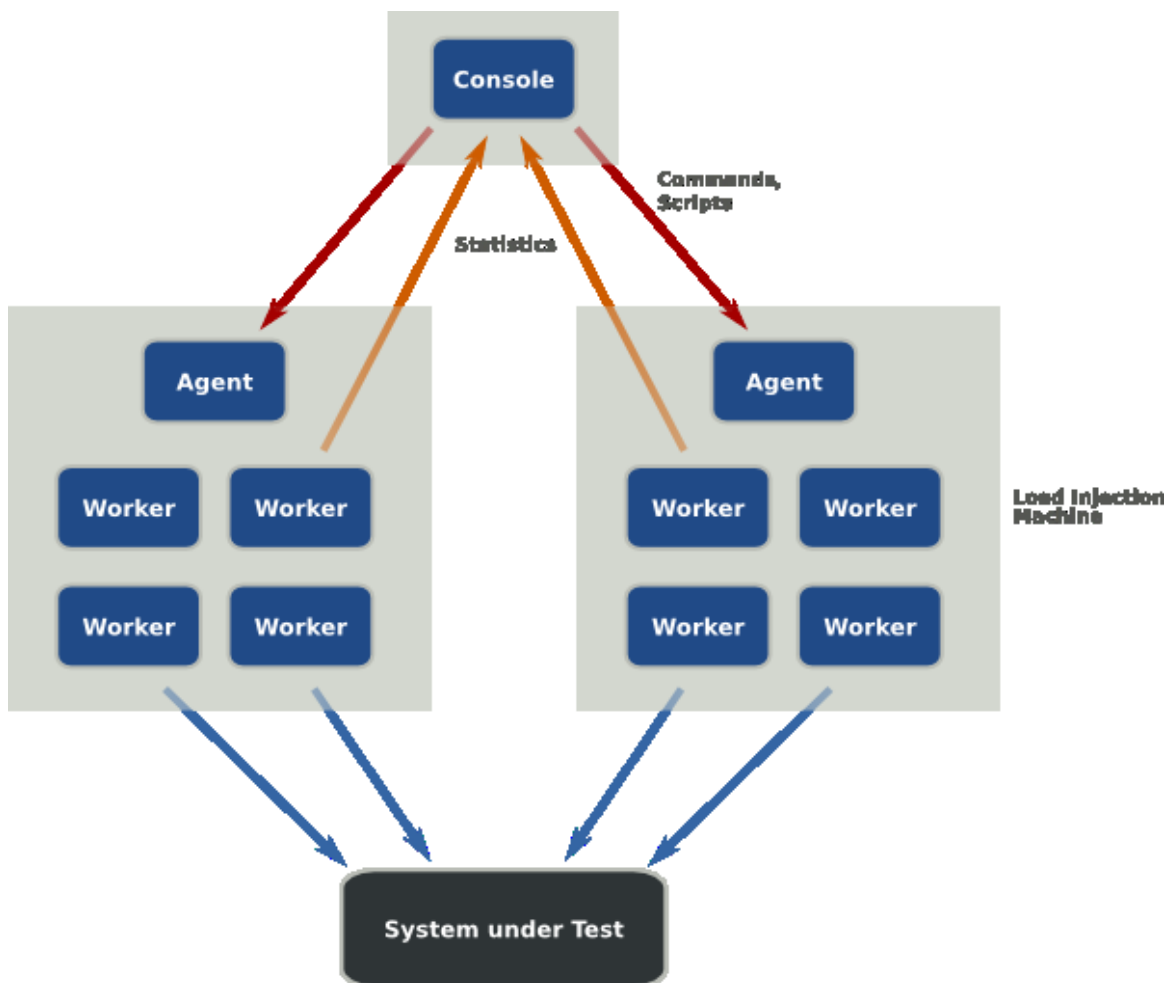 Console
Commands,
Scripts
Statistics
Agent
Agent
Worker
Worker
Worker
Worker
Load Injection
Machine
Worker
Worker
Worker
Worker
System under Test